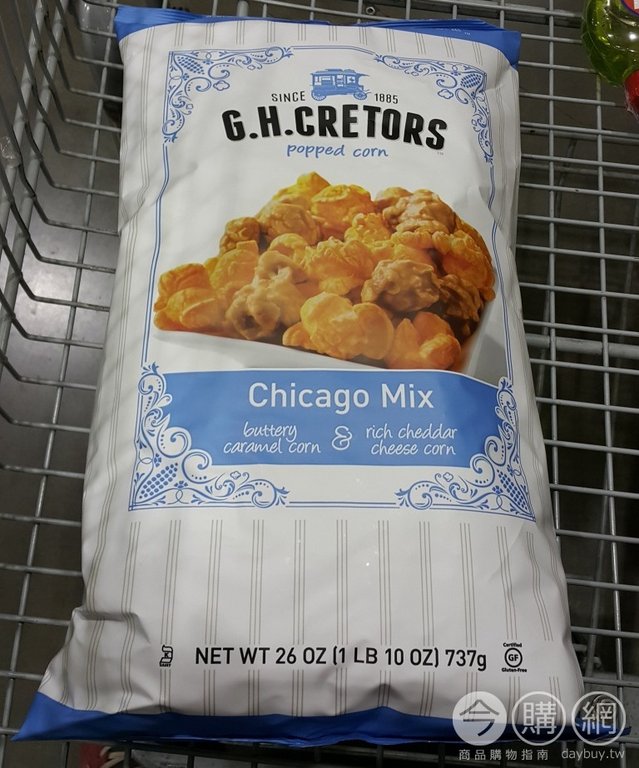 SINCE 1885
G.H.CRETORS
popped corn
Chicago Mix
buttery caramel corn & rich cheddar cheese corn
NET WT 26 OZ (1 LB 10 OZ) 737g
Certified
GF
Gluten-Free
今購網
商品購物指南 daybuy.tw